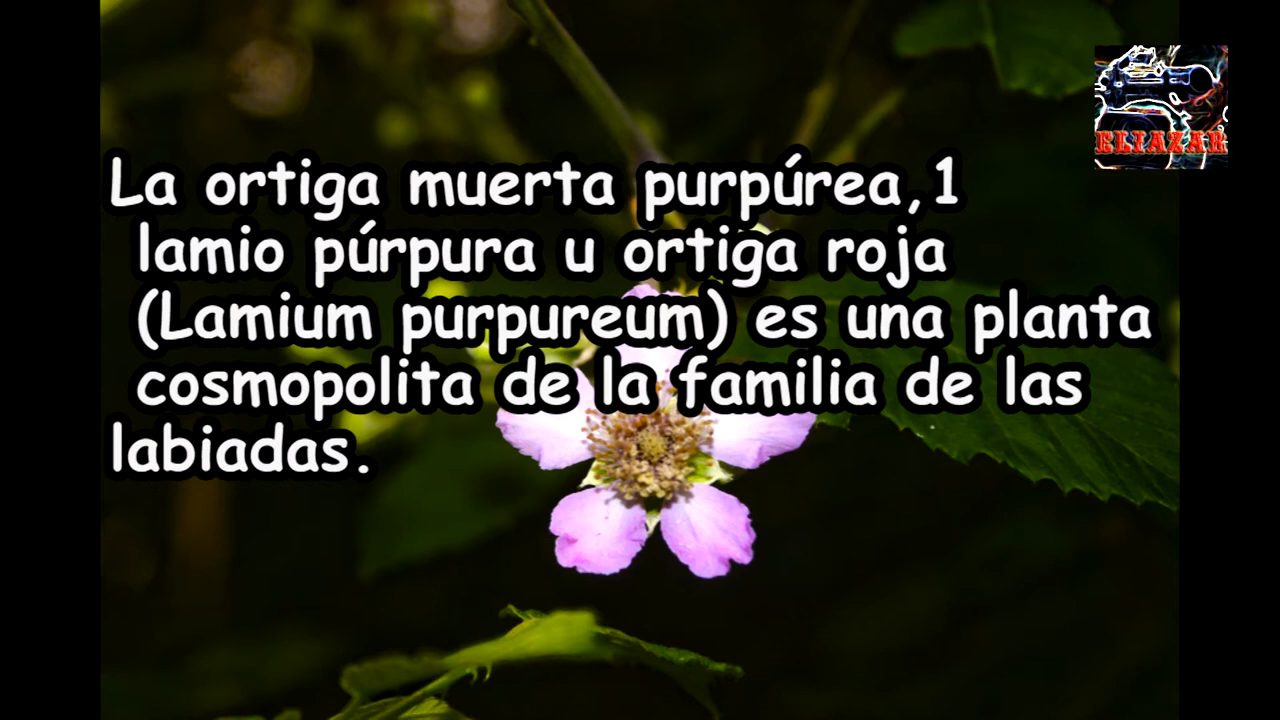 La ortiga muerta purpúrea,1
lamio púrpura u ortiga roja
(Lamium purpureum) es una planta
cosmopolita de la familia de las
labiadas.
ELIAZAR